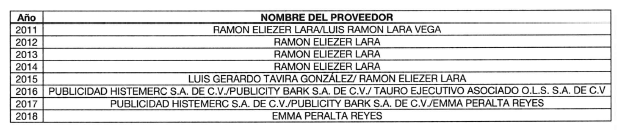 Año NOMBRE DEL PROVEEDOR
2011 RAMON ELIEZER LARA/LUIS RAMON LARA VEGA
2012 RAMON ELIEZER LARA
2013 RAMON ELIEZER LARA
2014 RAMON ELIEZER LARA
2015 LUIS GERARDO TAVIRA GONZÁLEZ/ RAMON ELIEZER LARA
2016 PUBLICIDAD HISTEMERC S.A. DE C.V./PUBLICITY BARK S.A. DE C.V./ TAURO EJECUTIVO ASOCIADO O.L.S. S.A. DE C.V
2017 PUBLICIDAD HISTEMERC S.A. DE C.V./PUBLICITY BARK S.A. DE C.V./EMMA PERALTA REYES
2018 EMMA PERALTA REYES